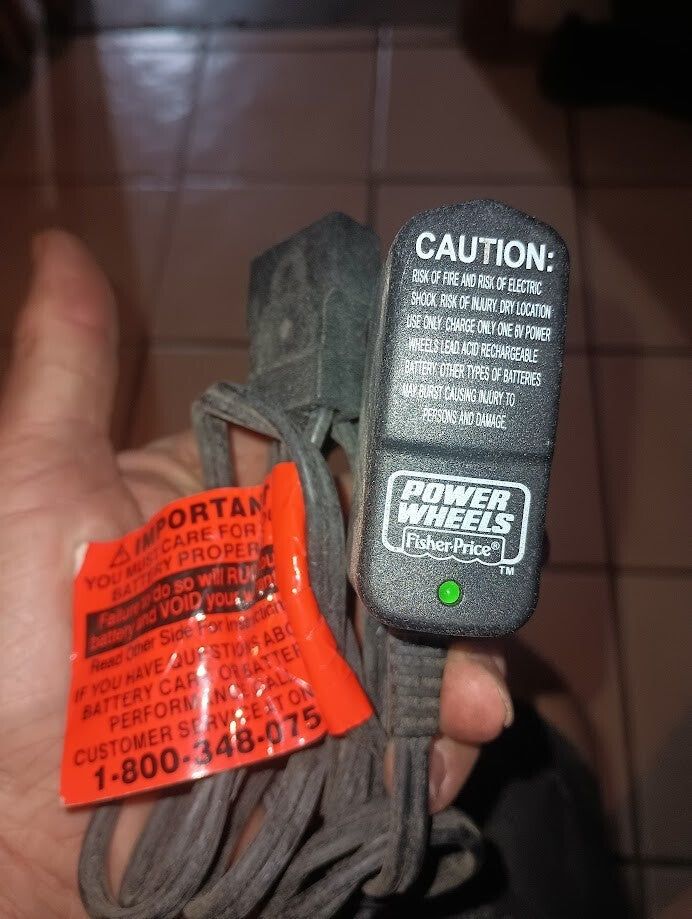 CAUTION:
RISK OF FIRE AND RISK OF ELECTRIC
SHOCK. RISK OF INJURY. DRY LOCATION
USE ONLY. CHARGE ONLY ONE 6V POWER
WHEELS LEAD ACID RECHARGEABLE
BATTERY. OTHER TYPES OF BATTERIES
MAY BURST CAUSING INJURY TO
PERSONS AND DAMAGE.
POWER
WHEELS
Fisher-Price®
TM
IMPORTAN
YOU MUST CARE FOR
BATTERY PROPER
Failure to do so will RU
battery and VOID your
Read Other Side For Instruction
IF YOU HAVE QUESTIONS ABO
BATTERY CARE OR BATTER
PERFORMANCE
CUSTOMER SERVICE AT ON
1-800-348-075